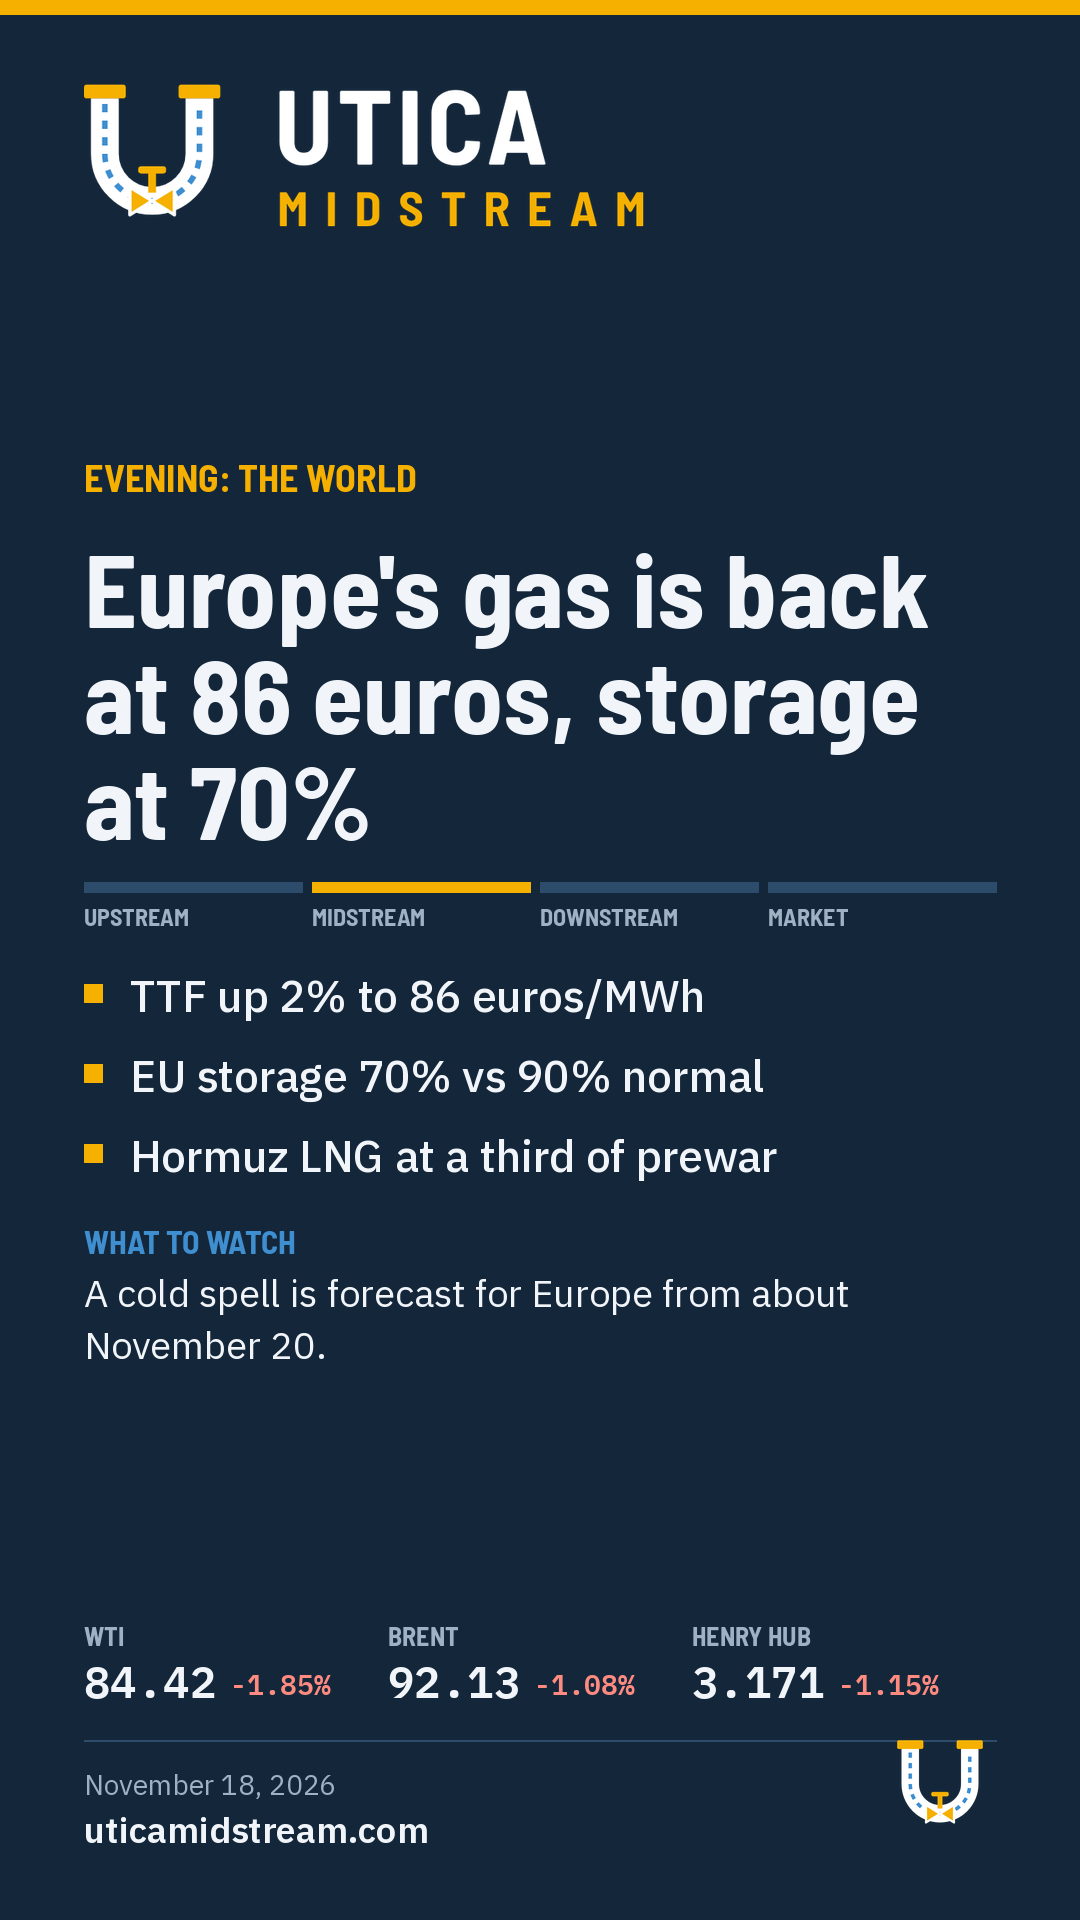 UTICA
MIDSTREAM
EVENING: THE WORLD
Europe's gas is back
at 86 euros, storage
at 70%
UPSTREAM MIDSTREAM DOWNSTREAM MARKET
TTF up 2% to 86 euros/MWh
EU storage 70% vs 90% normal
Hormuz LNG at a third of prewar
WHAT TO WATCH
A cold spell is forecast for Europe from about
November 20.
WTI BRENT HENRY HUB
84.42 -1.85% 92.13 -1.08% 3.171 -1.15%
November 18, 2026
uticamidstream.com